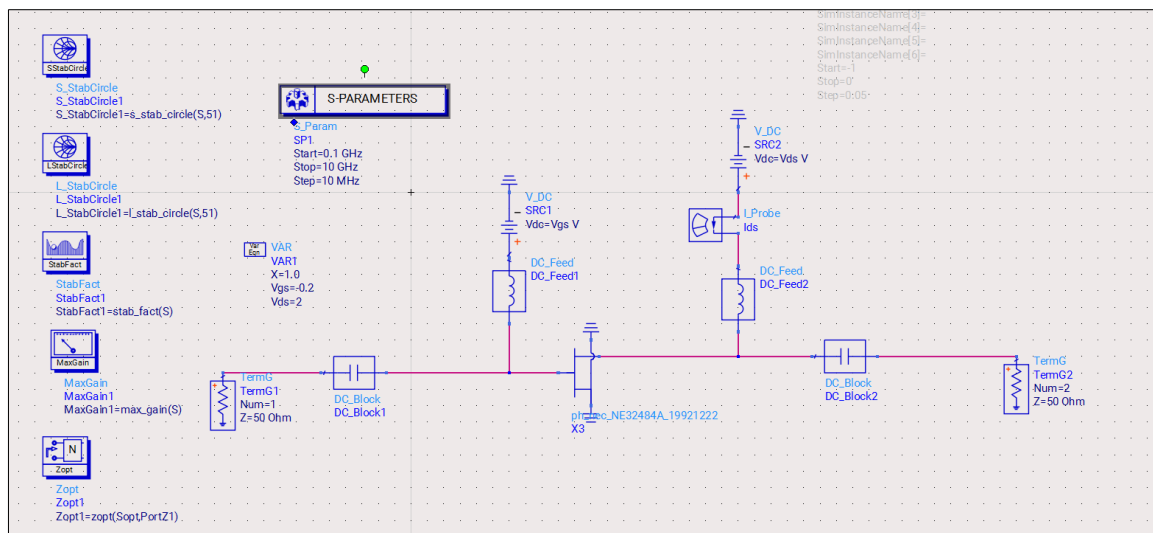 SStabCircle
S_StabCircle
S_StabCircle1
S_StabCircle1=s_stab_circle(S,51)
LStabCircle
L_StabCircle
L_StabCircle1
L_StabCircle1=l_stab_circle(S,51)
StabFact
StabFact
StabFact1
StabFact1=stab_fact(S)
MaxGain
MaxGain
MaxGain1
MaxGain1=max_gain(S)
N
Zopt
Zopt
Zopt1
Zopt1=zopt(Sopt,PortZ1)
S-PARAMETERS
S_Param
SP1
Start=0.1 GHz
Stop=10 GHz
Step=10 MHz
Var
Eqn
VAR
VAR1
X=1.0
Vgs=-0.2
Vds=2
TermG
TermG1
Num=1
Z=50 Ohm
DC_Block
DC_Block1
V_DC
SRC1
Vdc=Vgs V
DC_Feed
DC_Feed1
SimInstanceName[3]=
SimInstanceName[4]=
SimInstanceName[5]=
SimInstanceName[6]=
Start=-1
Stop=0
Step=0.05
V_DC
SRC2
Vdc=Vds V
I_Probe
Ids
DC_Feed
DC_Feed2
X3
DC_Block
DC_Block2
TermG
TermG2
Num=2
Z=50 Ohm